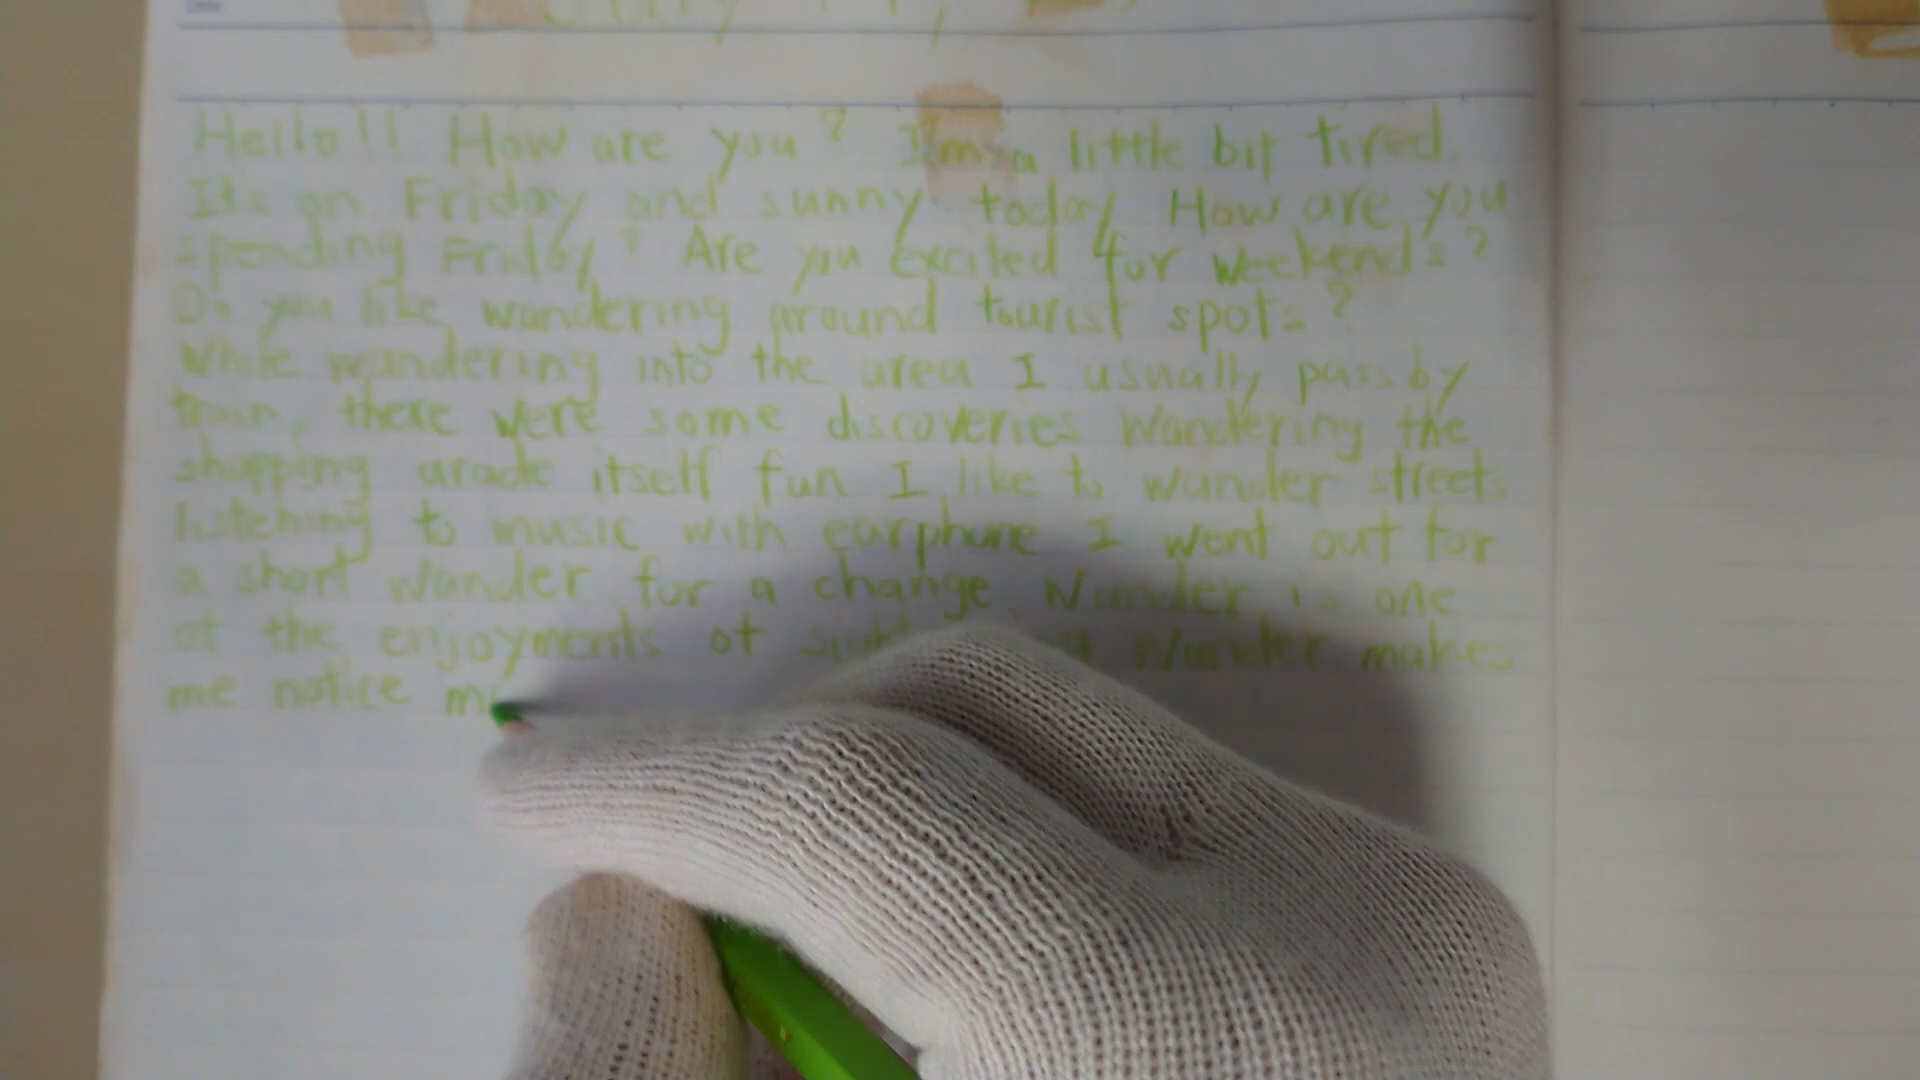 Date
Hello!! How are you? I'm a little bit tired.
It's on Friday and sunny today How are you
spending Friday? Are you excited for weekends?
Do you like wandering around tourist spots?
While wandering into the area I usually pass by
train, there were some discoveries Wandering the
shopping arade itself fun I like to wander streets
listening to music with earphone I went out for
a short wander for a change Wander is one
of the enjoyments of Wander makes
me notice